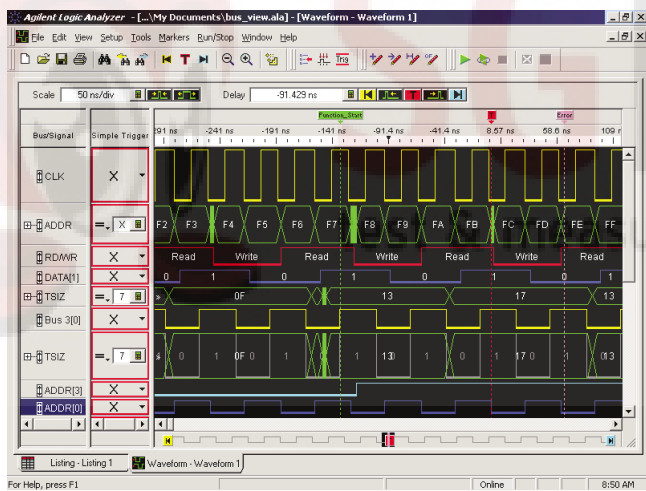 Agilent Logic Analyzer - [...\My Documents\bus_view.ala] - [Waveform - Waveform 1]
File Edit View Setup Tools Markers Run/Stop Window Help
Trig
Scale 50 ns/div Delay -91.429 ns T
Function_Start T Error
Bus/Signal Simple Trigger 291 ns -241 ns -191 ns -141 ns -91.4 ns -41.4 ns 8.57 ns 58.6 ns 109 n
CLK X
ADDR = X F2 F3 F4 F5 F6 F7 F8 F9 FA FB FC FD FE FF
RD/WR X Read Write Read Write Read Write Read
DATA[1] X 0 1 0 1 0 1 0 1
TSIZ = 7 0F 13 17 13
Bus 3[0] X
TSIZ = 7 0 1 0F 0 1 1 13 1 0 1 17 0 1 013
ADDR[3] X
ADDR[0] X
Listing - Listing 1 Waveform - Waveform 1
For Help, press F1 Online 8:50 AM